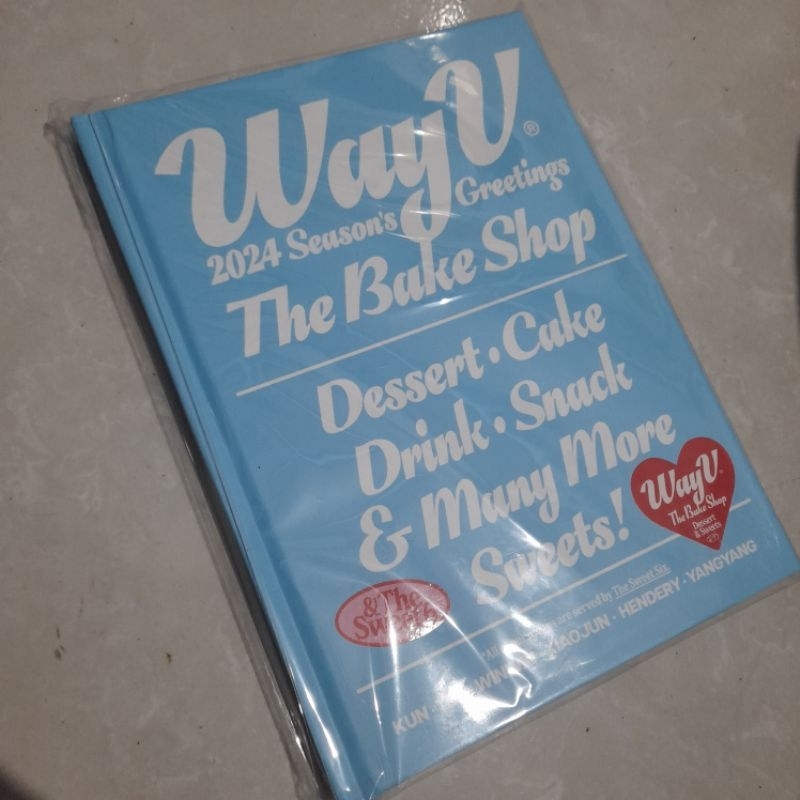 WayV®
2024 Season's Greetings
The Bake Shop
Dessert • Cake
Drink • Snack
& Many More
Sweets!
WayV
The Bake Shop
Dessert
& Sweets
& The
are served by The Sweet Six
KUN WIN XIAOJUN · HENDERY · YANGYANG